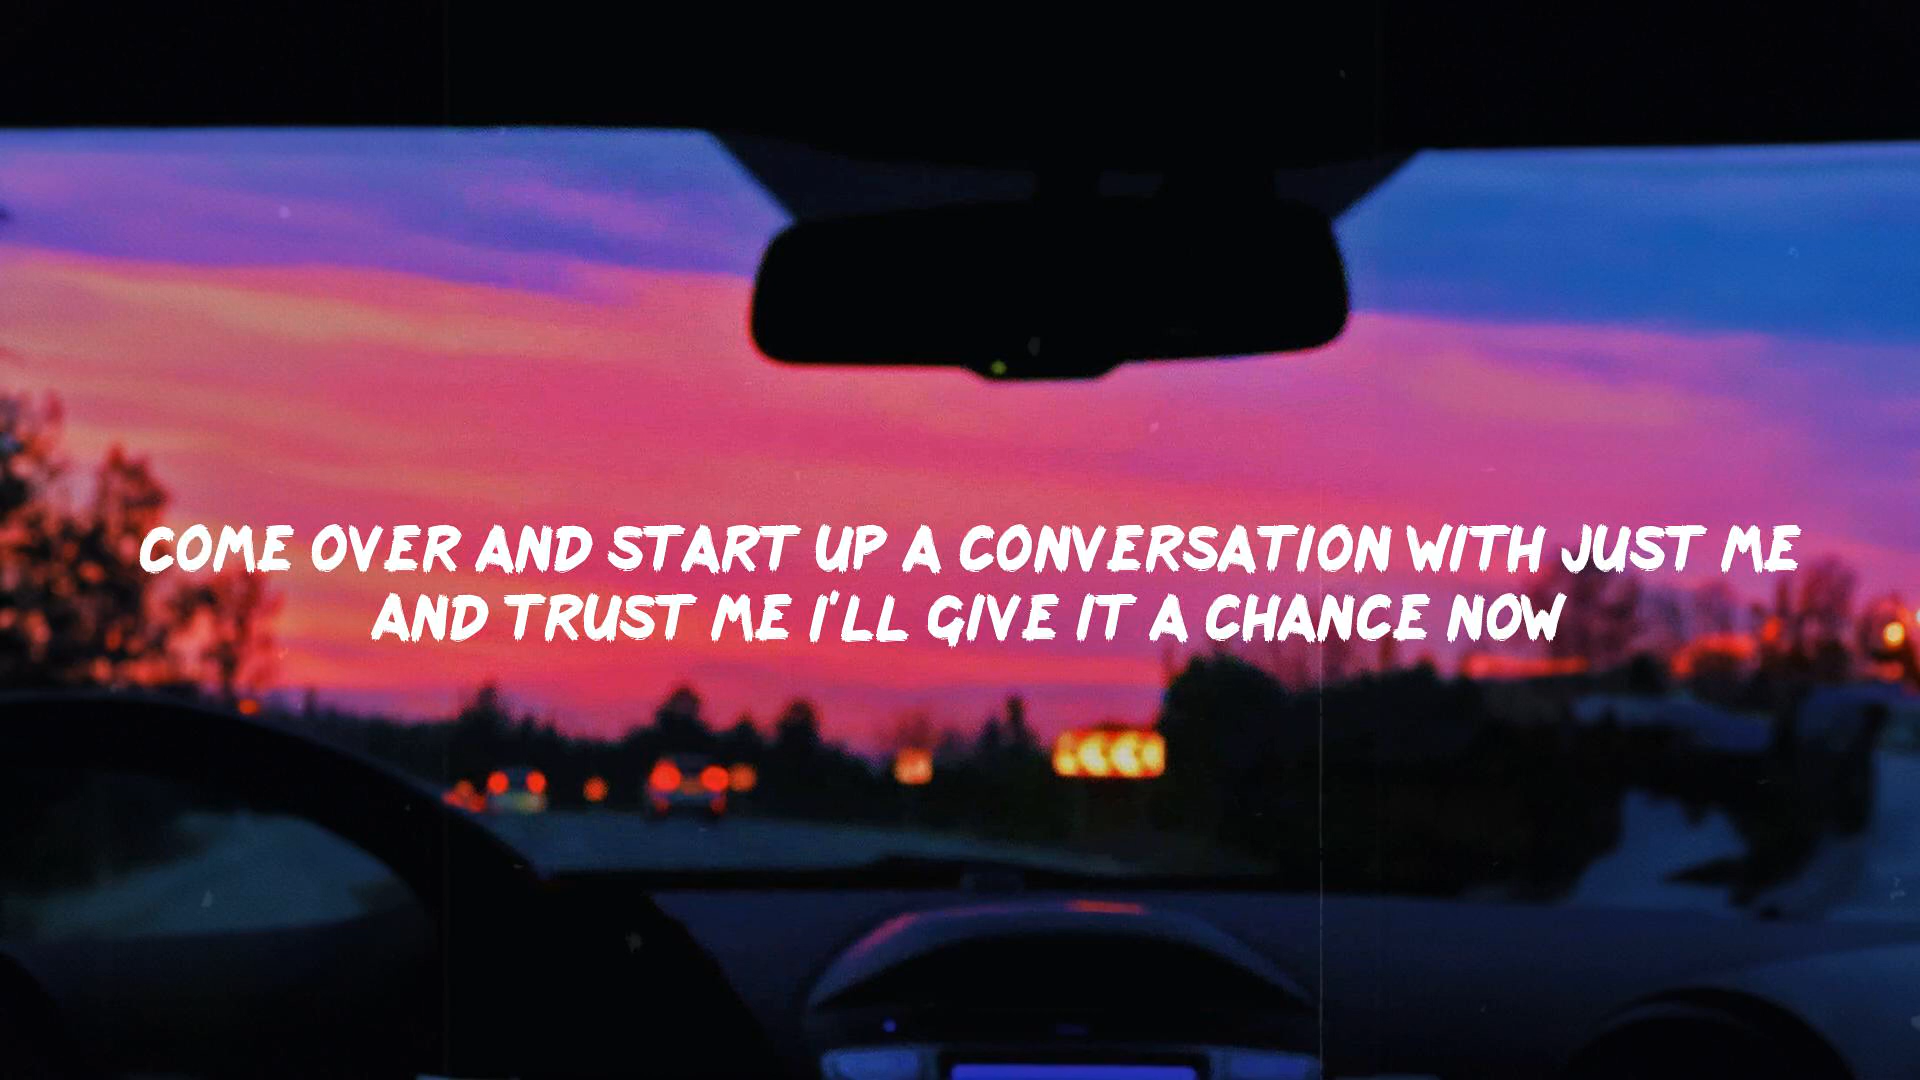 COME OVER AND START UP A CONVERSATION WITH JUST ME
AND TRUST ME I'LL GIVE IT A CHANCE NOW